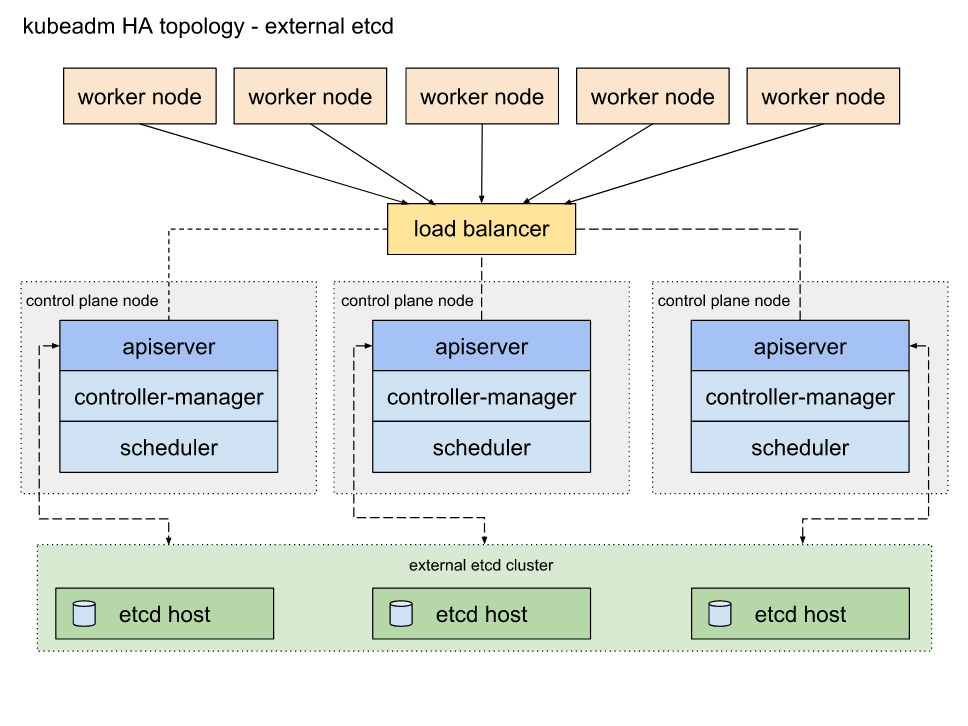 kubeadm HA topology - external etcd
worker node
worker node
worker node
worker node
worker node
load balancer
control plane node
apiserver
controller-manager
scheduler
control plane node
apiserver
controller-manager
scheduler
control plane node
apiserver
controller-manager
scheduler
external etcd cluster
etcd host
etcd host
etcd host